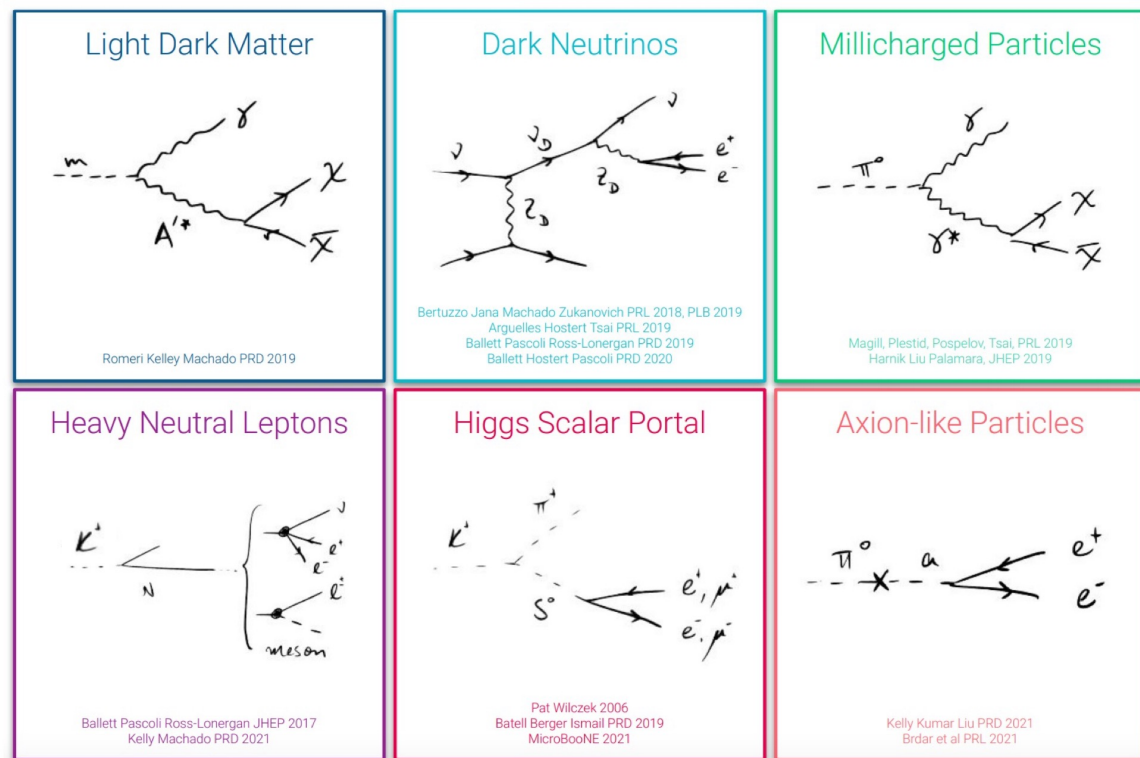 Light Dark Matter
m
γ
A'*
χ
χ̄
Romeri Kelley Machado PRD 2019
Dark Neutrinos
ν
ν_D
ν
Z_D
e⁺
e⁻
Z_D
Bertuzzo Jana Machado Zukanovich PRL 2018, PLB 2019
Arguelles Hostert Tsai PRL 2019
Ballett Pascoli Ross-Lonergan PRD 2019
Ballett Hostert Pascoli PRD 2020
Millicharged Particles
π⁰
γ
γ*
χ
χ̄
Magill, Plestid, Pospelov, Tsai, PRL 2019
Harnik Liu Palamara, JHEP 2019
Heavy Neutral Leptons
K⁺
N
ν
e⁺
e⁻
meson
Ballett Pascoli Ross-Lonergan JHEP 2017
Kelly Machado PRD 2021
Higgs Scalar Portal
K⁺
π⁺
S⁰
e⁺, μ⁺
e⁻, μ⁻
Pat Wilczek 2006
Batell Berger Ismail PRD 2019
MicroBooNE 2021
Axion-like Particles
π⁰
a
e⁺
e⁻
Kelly Kumar Liu PRD 2021
Brdar et al PRL 2021